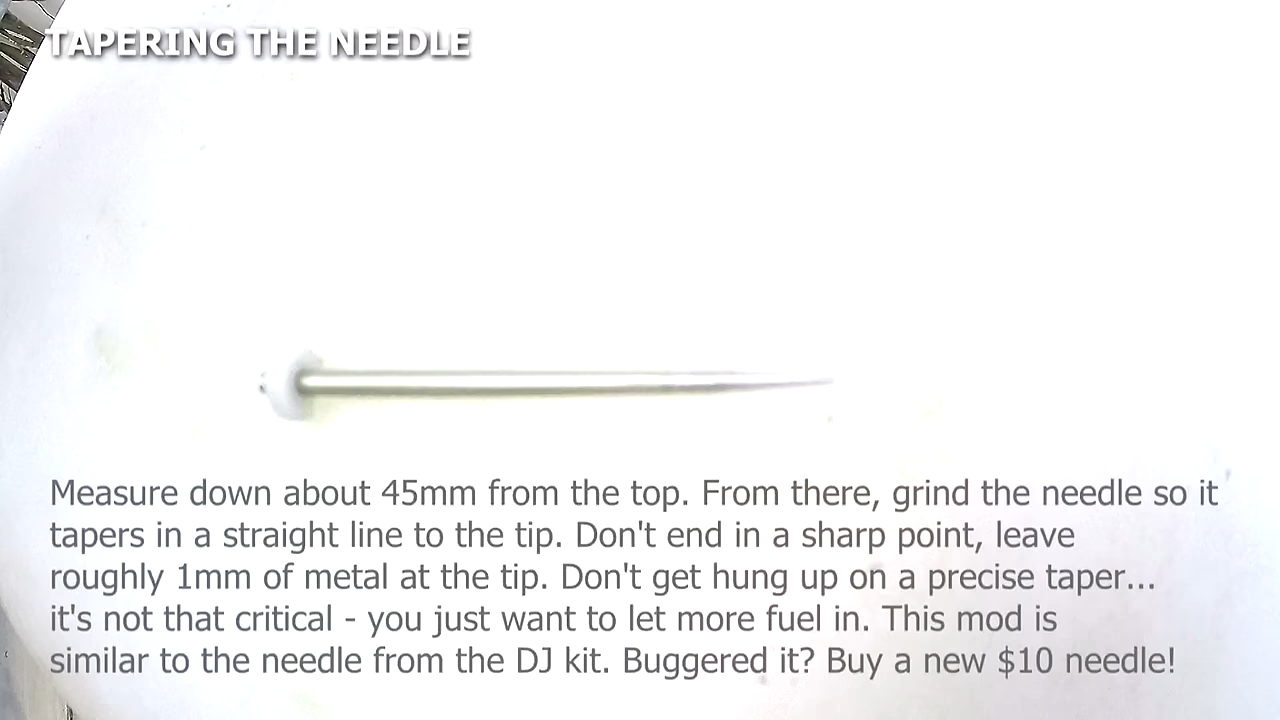 TAPERING THE NEEDLE
Measure down about 45mm from the top. From there, grind the needle so it
tapers in a straight line to the tip. Don't end in a sharp point, leave
roughly 1mm of metal at the tip. Don't get hung up on a precise taper...
it's not that critical - you just want to let more fuel in. This mod is
similar to the needle from the DJ kit. Buggered it? Buy a new $10 needle!